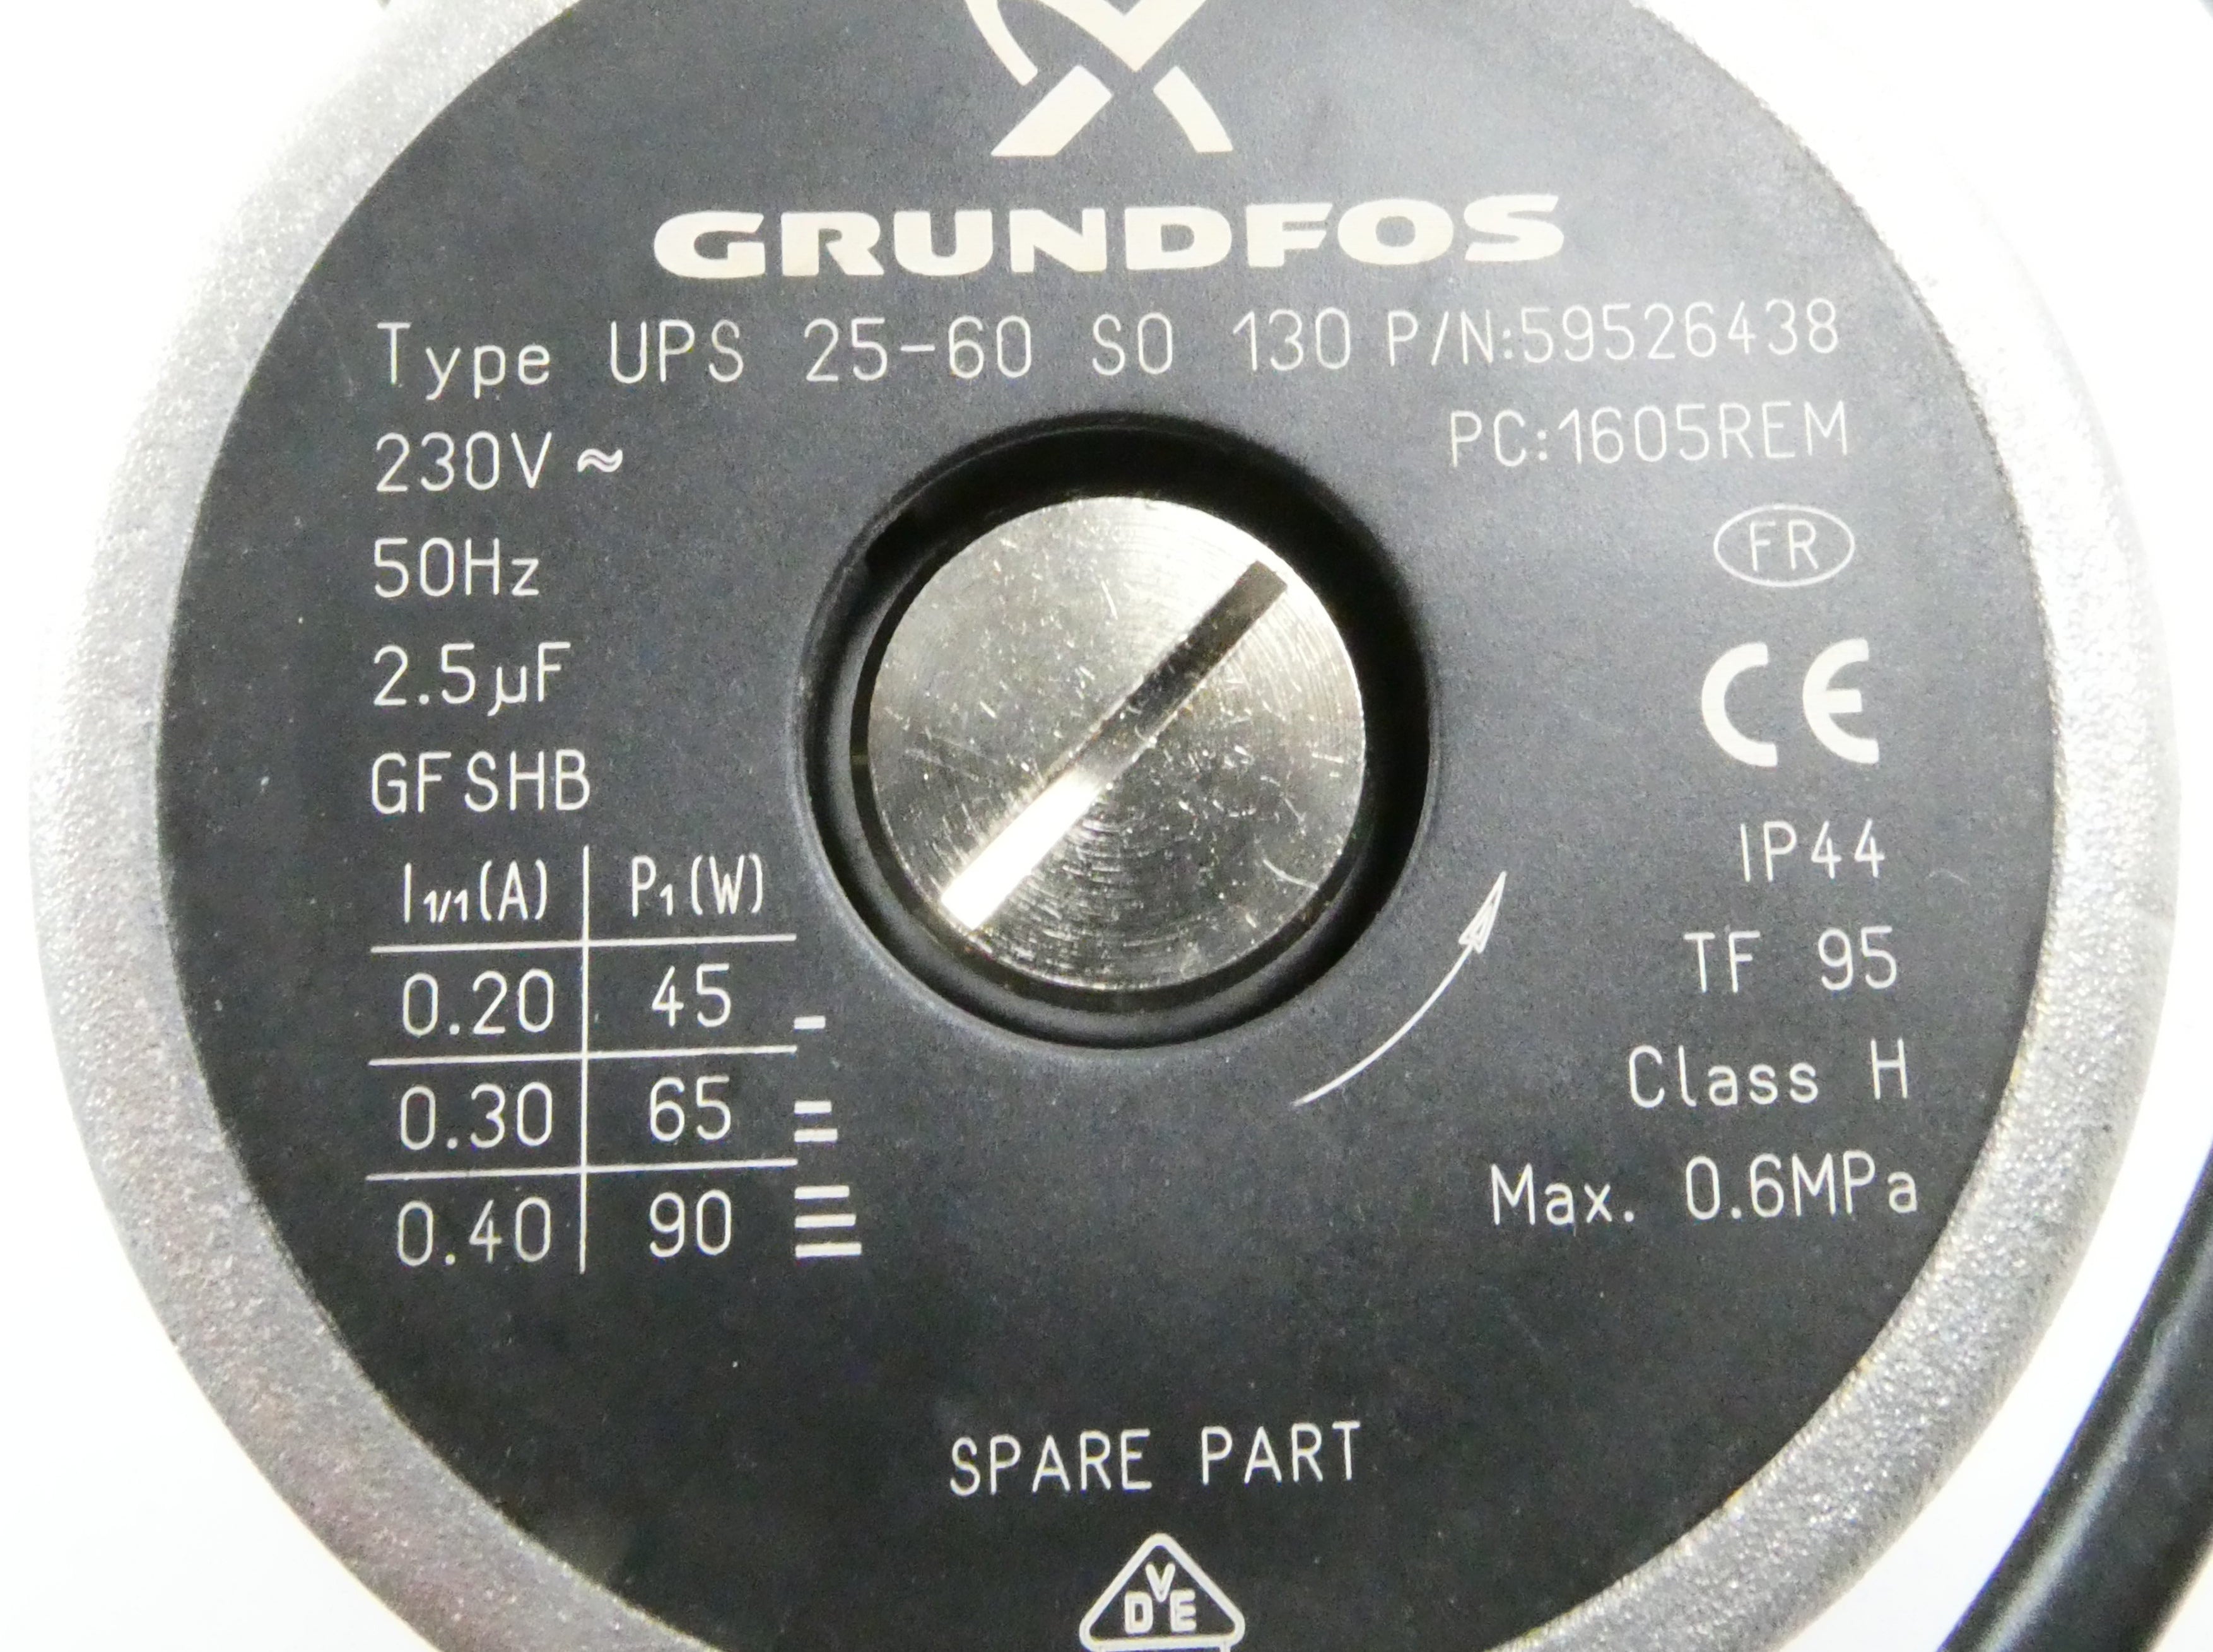 GRUNDFOS
Type UPS 25-60 SO 130 P/N:59526438
PC:1605REM
230V ~
50Hz
2.5µF
GFSHB
FR
CE
IP44
TF 95
Class H
Max. 0.6MPa
I1/1(A) P1(W)
0.20 45
0.30 65
0.40 90
SPARE PART
VDE